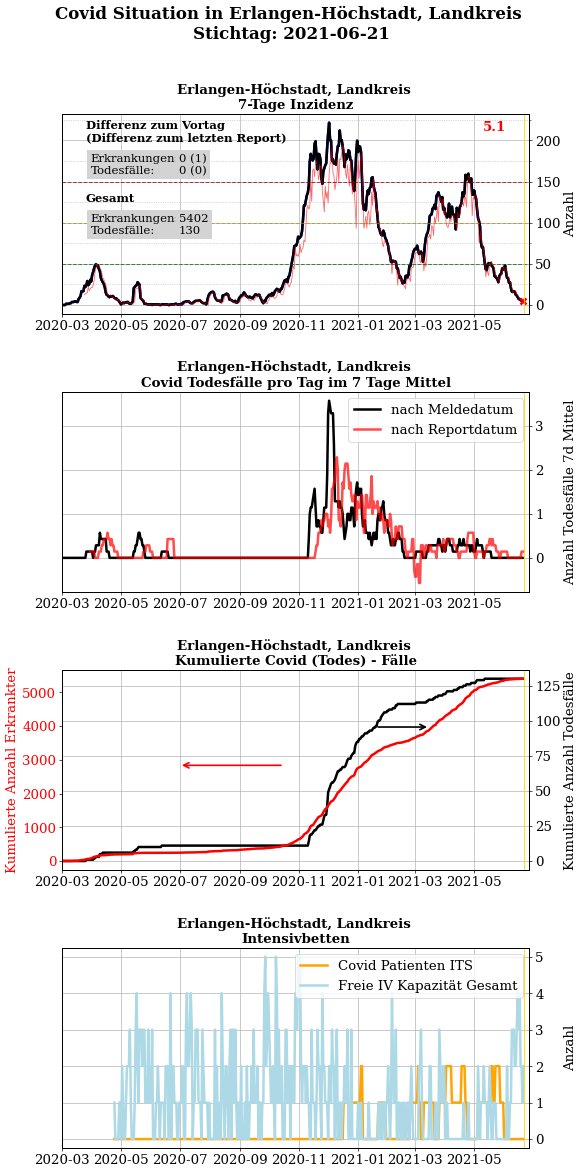 Covid Situation in Erlangen-Höchstadt, Landkreis
Stichtag: 2021-06-21
Erlangen-Höchstadt, Landkreis
7-Tage Inzidenz
Differenz zum Vortag
(Differenz zum letzten Report)
Erkrankungen 0 (1)
Todesfälle: 0 (0)
Gesamt
Erkrankungen 5402
Todesfälle: 130
5.1
200
150
100
50
0
Anzahl
2020-03 2020-05 2020-07 2020-09 2020-11 2021-01 2021-03 2021-05
Erlangen-Höchstadt, Landkreis
Covid Todesfälle pro Tag im 7 Tage Mittel
nach Meldedatum
nach Reportdatum
3
2
1
0
Anzahl Todesfälle 7d Mittel
2020-03 2020-05 2020-07 2020-09 2020-11 2021-01 2021-03 2021-05
Erlangen-Höchstadt, Landkreis
Kumulierte Covid (Todes) - Fälle
Kumulierte Anzahl Erkrankter
5000
4000
3000
2000
1000
0
125
100
75
50
25
0
Kumulierte Anzahl Todesfälle
2020-03 2020-05 2020-07 2020-09 2020-11 2021-01 2021-03 2021-05
Erlangen-Höchstadt, Landkreis
Intensivbetten
Covid Patienten ITS
Freie IV Kapazität Gesamt
5
4
3
2
1
0
Anzahl
2020-03 2020-05 2020-07 2020-09 2020-11 2021-01 2021-03 2021-05